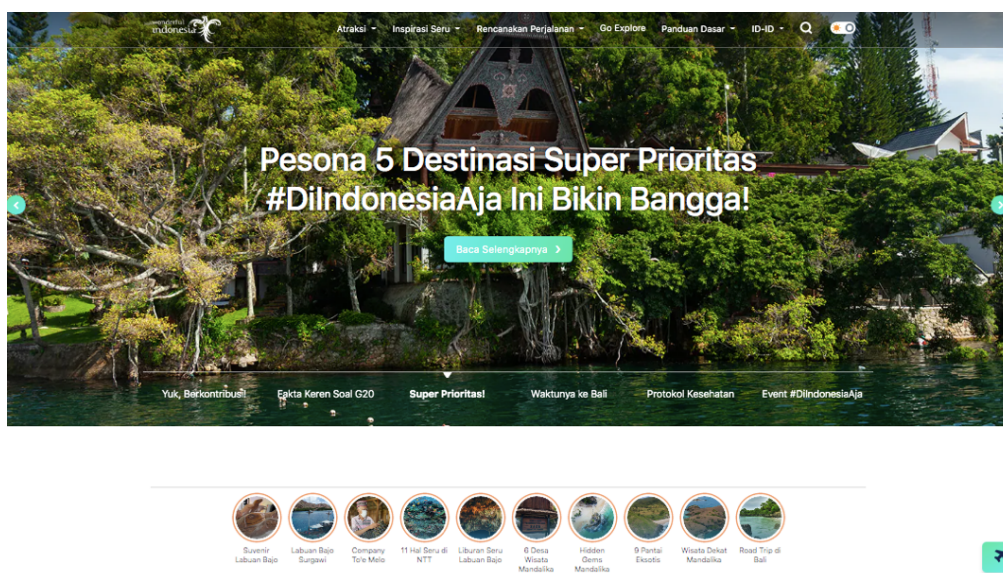 wonderful
indonesia
Atraksi
Inspirasi Seru
Rencanakan Perjalanan
Go Explore
Panduan Dasar
ID-ID
Pesona 5 Destinasi Super Prioritas
#DiIndonesiaAja Ini Bikin Bangga!
Baca Selengkapnya
Yuk, Berkontribusi!
Fakta Keren Soal G20
Super Prioritas!
Waktunya ke Bali
Protokol Kesehatan
Event #DiIndonesiaAja
Suvenir
Labuan Bajo
Labuan Bajo
Surgawi
Company
To'e Melo
11 Hal Seru di
NTT
Liburan Seru
Labuan Bajo
6 Desa
Wisata
Mandalika
Hidden
Gems
Mandalika
9 Pantai
Eksotis
Wisata Dekat
Mandalika
Road Trip di
Bali